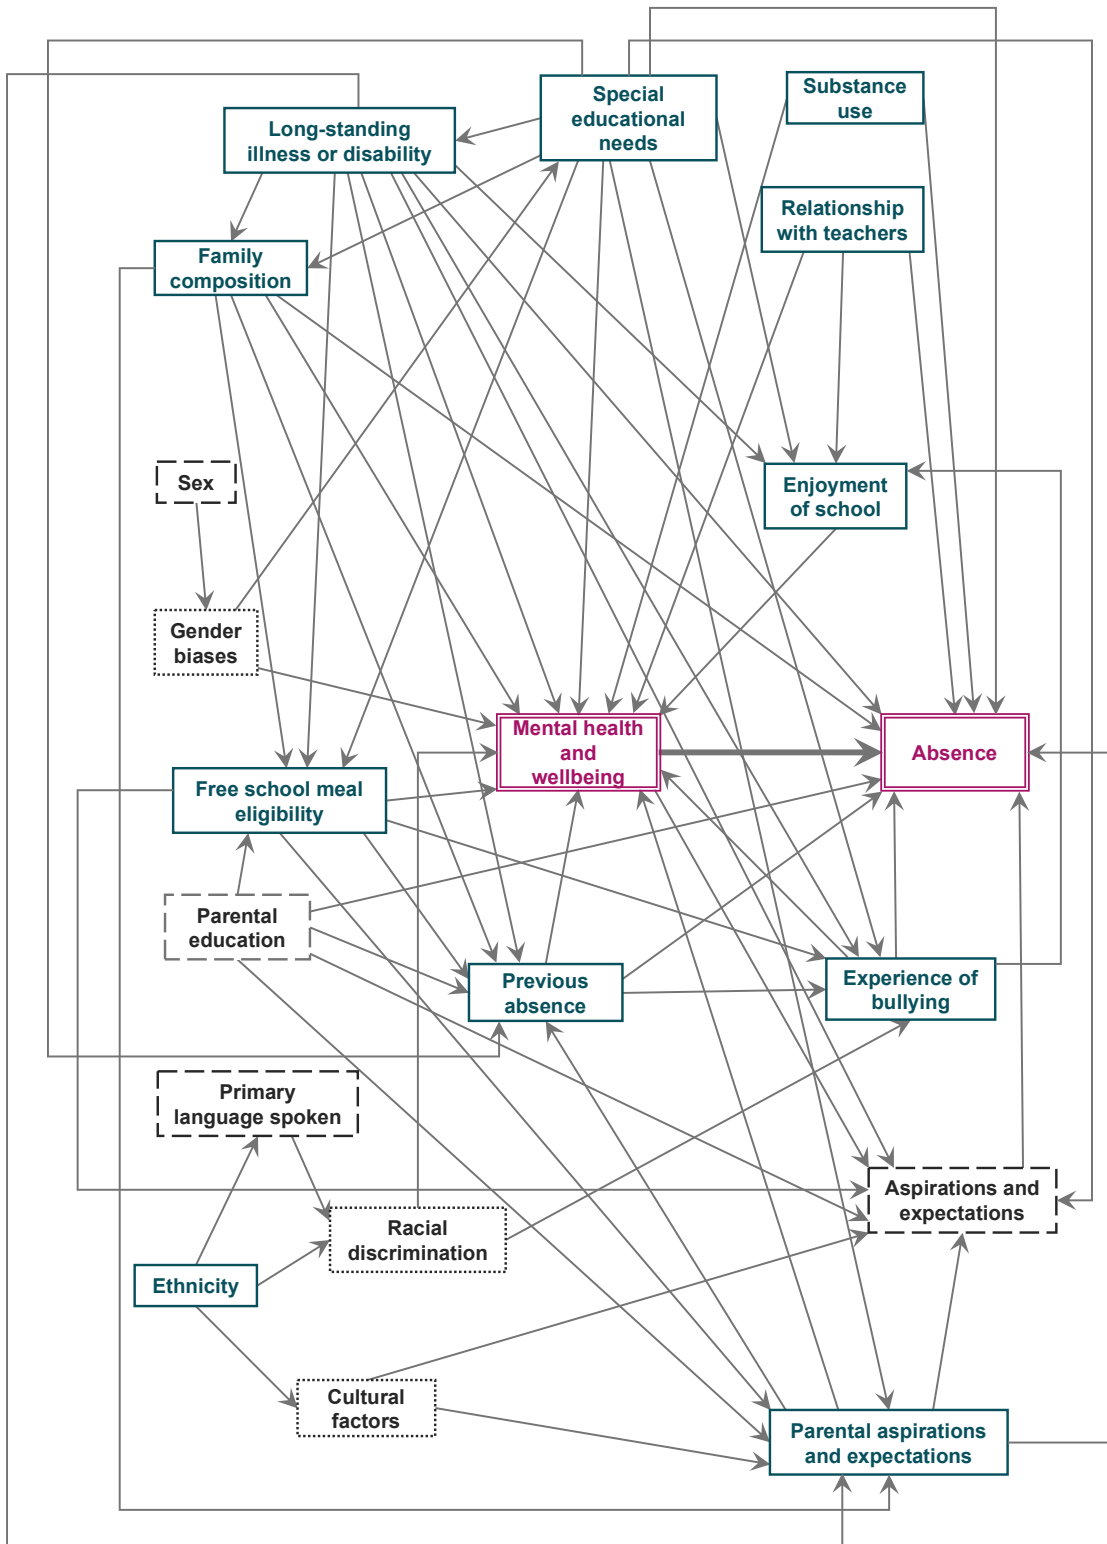 Special
educational
needs
Substance
use
Long-standing
illness or disability
Relationship
with teachers
Family
composition
Sex
Enjoyment
of school
Gender
biases
Mental health
and
wellbeing
Absence
Free school meal
eligibility
Parental
education
Previous
absence
Experience of
bullying
Primary
language spoken
Aspirations and
expectations
Racial
discrimination
Ethnicity
Cultural
factors
Parental aspirations
and expectations